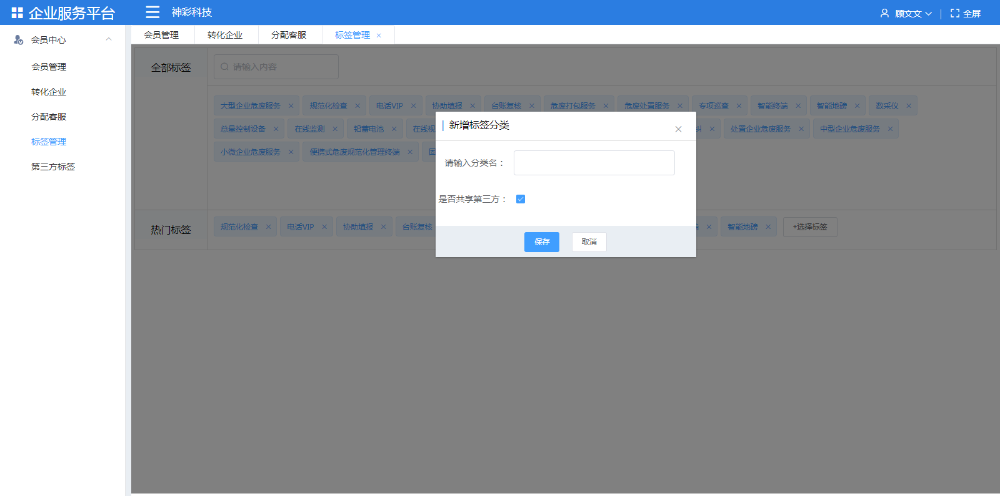 企业服务平台
神彩科技
顾文文
全屏
会员中心
会员管理
转化企业
分配客服
标签管理
第三方标签
会员管理
转化企业
分配客服
标签管理
全部标签
请输入内容
大型企业危废服务
规范化检查
电话VIP
协助填报
台账复核
危废打包服务
危废处置服务
专项巡查
智能终端
智能地磅
数采仪
总量控制设备
在线监测
铅蓄电池
在线视
处置企业危废服务
中型企业危废服务
小微企业危废服务
便携式危废规范化管理终端
新增标签分类
请输入分类名：
是否共享第三方：
保存
取消
热门标签
规范化检查
电话VIP
协助填报
台账复核
智能地磅
+选择标签